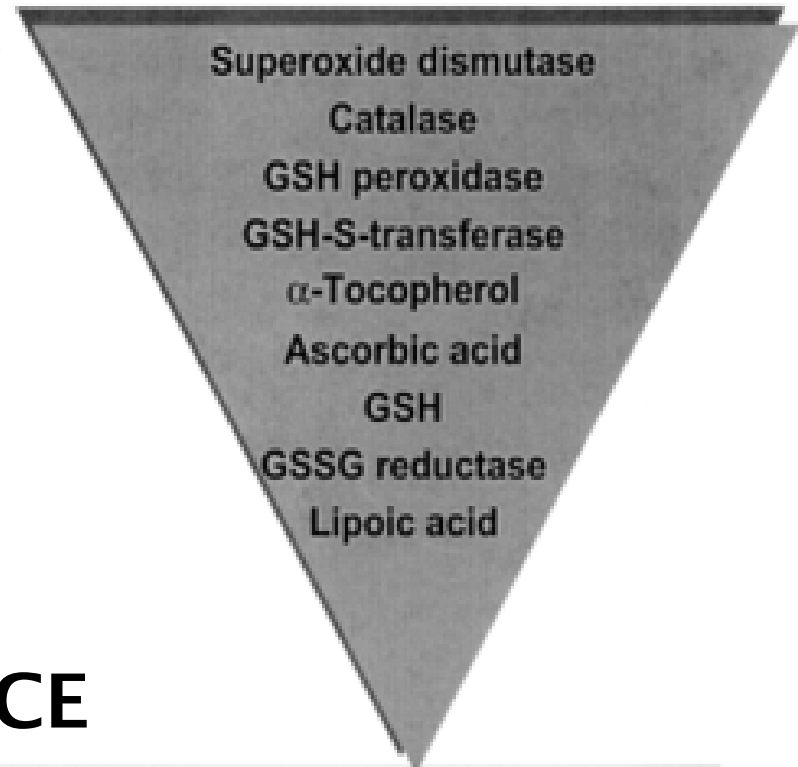 Superoxide dismutase
Catalase
GSH peroxidase
GSH-S-transferase
α-Tocopherol
Ascorbic acid
GSH
GSSG reductase
Lipoic acid
CE